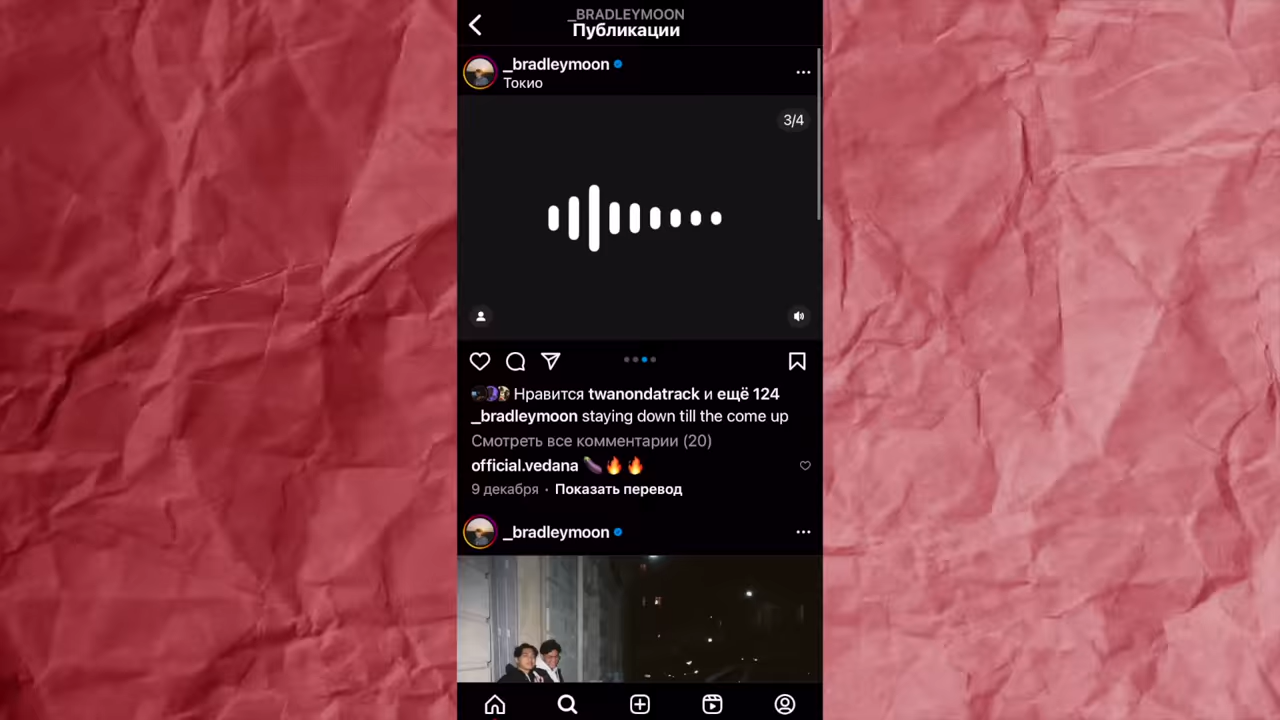 _BRADLEYMOON
Публикации
_bradleymoon
Токио
3/4
Нравится twanondatrack и ещё 124
_bradleymoon staying down till the come up
Смотреть все комментарии (20)
official.vedana 🍆🔥🔥
9 декабря · Показать перевод
_bradleymoon